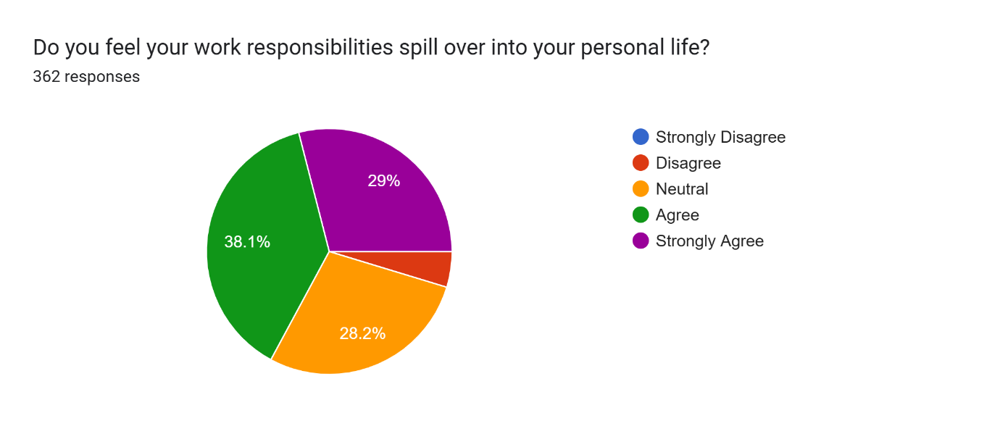 Do you feel your work responsibilities spill over into your personal life?
362 responses
29%
38.1%
28.2%
Strongly Disagree
Disagree
Neutral
Agree
Strongly Agree